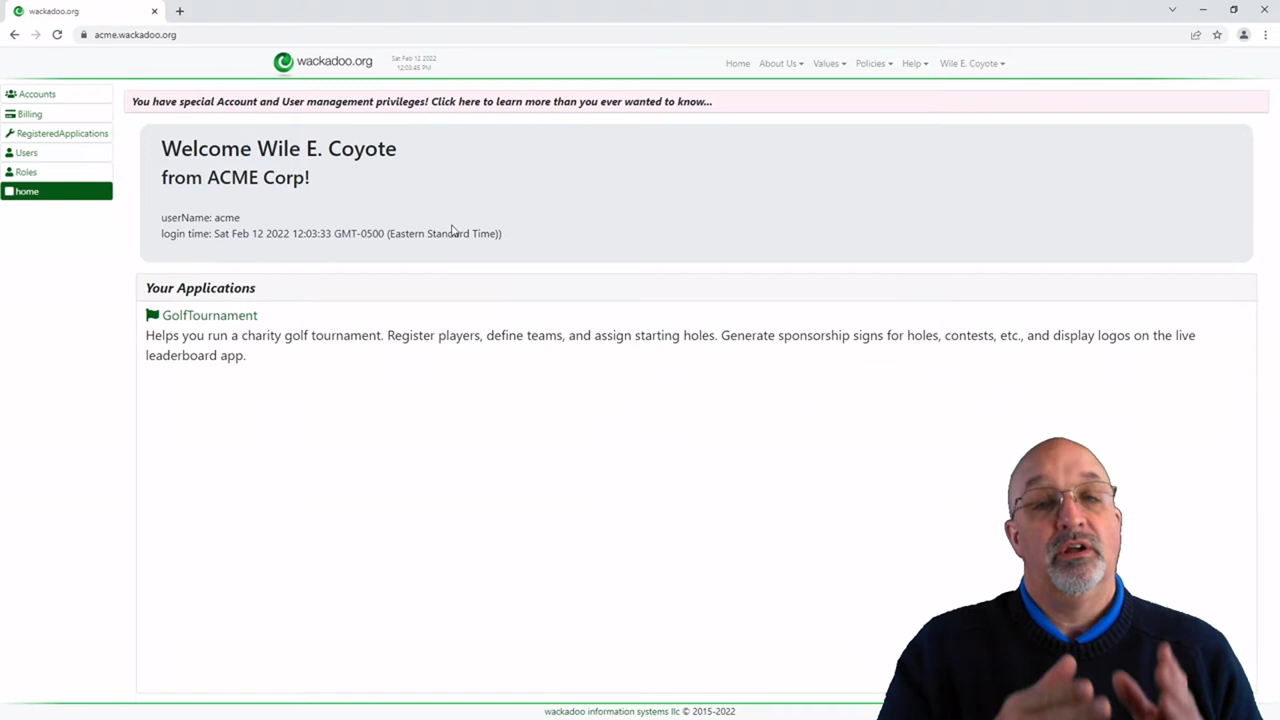 wackadoo.org
acme.wackadoo.org
wackadoo.org
Sat Feb 12 2022
12:03:45 PM
Home About Us Values Policies Help Wile E. Coyote
Accounts
Billing
RegisteredApplications
Users
Roles
home
You have special Account and User management privileges! Click here to learn more than you ever wanted to know...
Welcome Wile E. Coyote
from ACME Corp!
userName: acme
login time: Sat Feb 12 2022 12:03:33 GMT-0500 (Eastern Standard Time))
Your Applications
GolfTournament
Helps you run a charity golf tournament. Register players, define teams, and assign starting holes. Generate sponsorship signs for holes, contests, etc., and display logos on the live
leaderboard app.
wackadoo information systems llc © 2015-2022